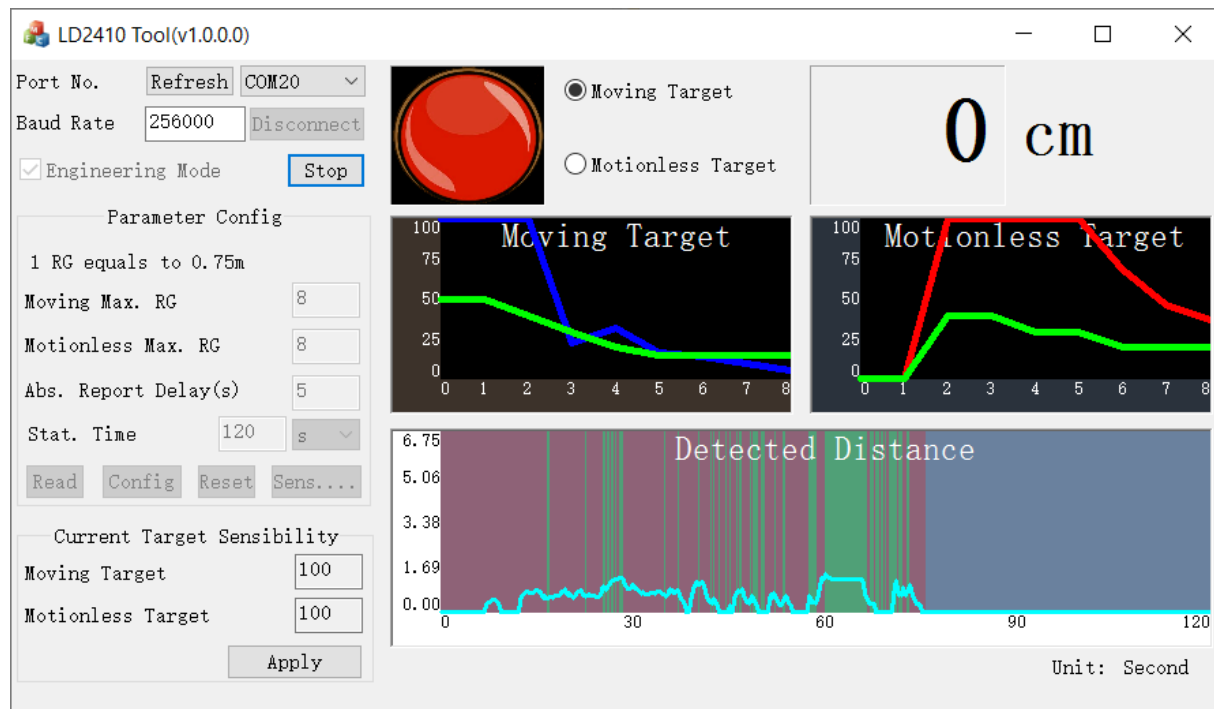 LD2410 Tool(v1.0.0.0)
Port No. Refresh COM20
Baud Rate 256000 Disconnect
Engineering Mode Stop
Parameter Config
1 RG equals to 0.75m
Moving Max. RG 8
Motionless Max. RG 8
Abs. Report Delay(s) 5
Stat. Time 120 s
Read Config Reset Sens....
Current Target Sensibility
Moving Target 100
Motionless Target 100
Apply
Moving Target
Motionless Target
0 cm
Moving Target
100
75
50
25
0
0 1 2 3 4 5 6 7 8
Motionless Target
100
75
50
25
0
0 1 2 3 4 5 6 7 8
Detected Distance
6.75
5.06
3.38
1.69
0.00
0 30 60 90 120
Unit: Second